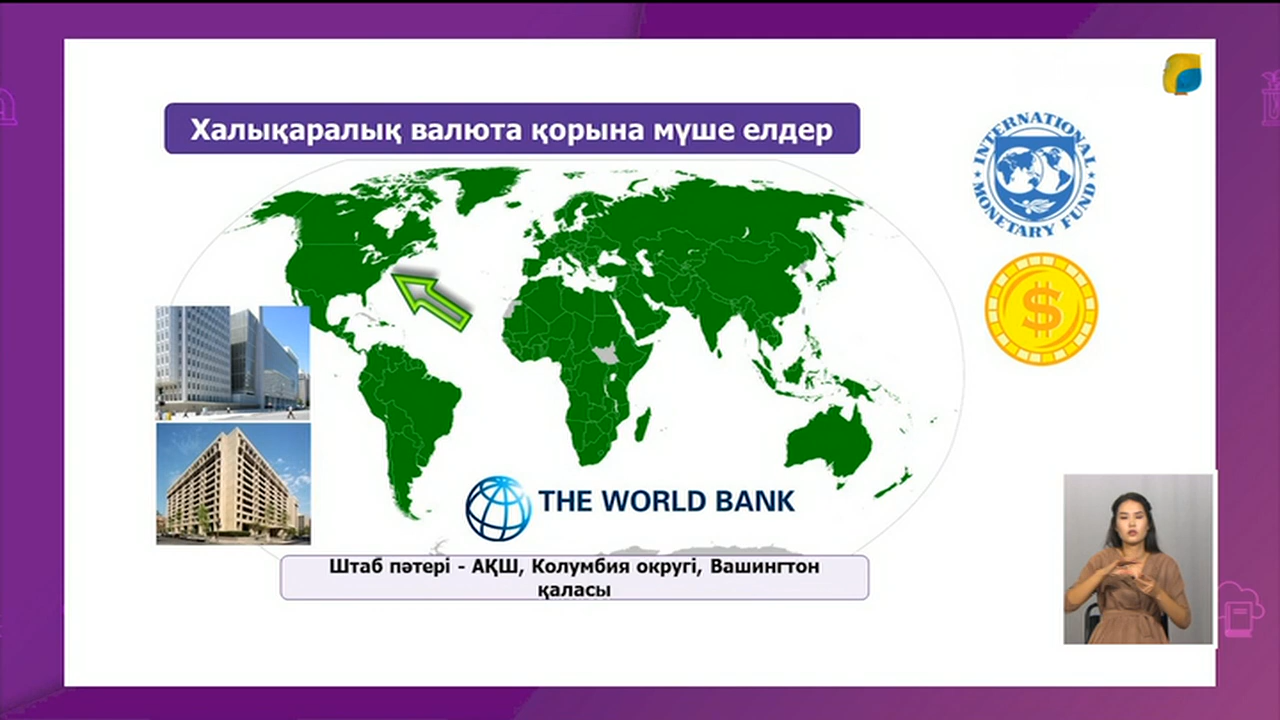 Халықаралық валюта қорына мүше елдер
INTERNATIONAL
MONETARY FUND
$
THE WORLD BANK
Штаб пәтері - АҚШ, Колумбия округі, Вашингтон
қаласы